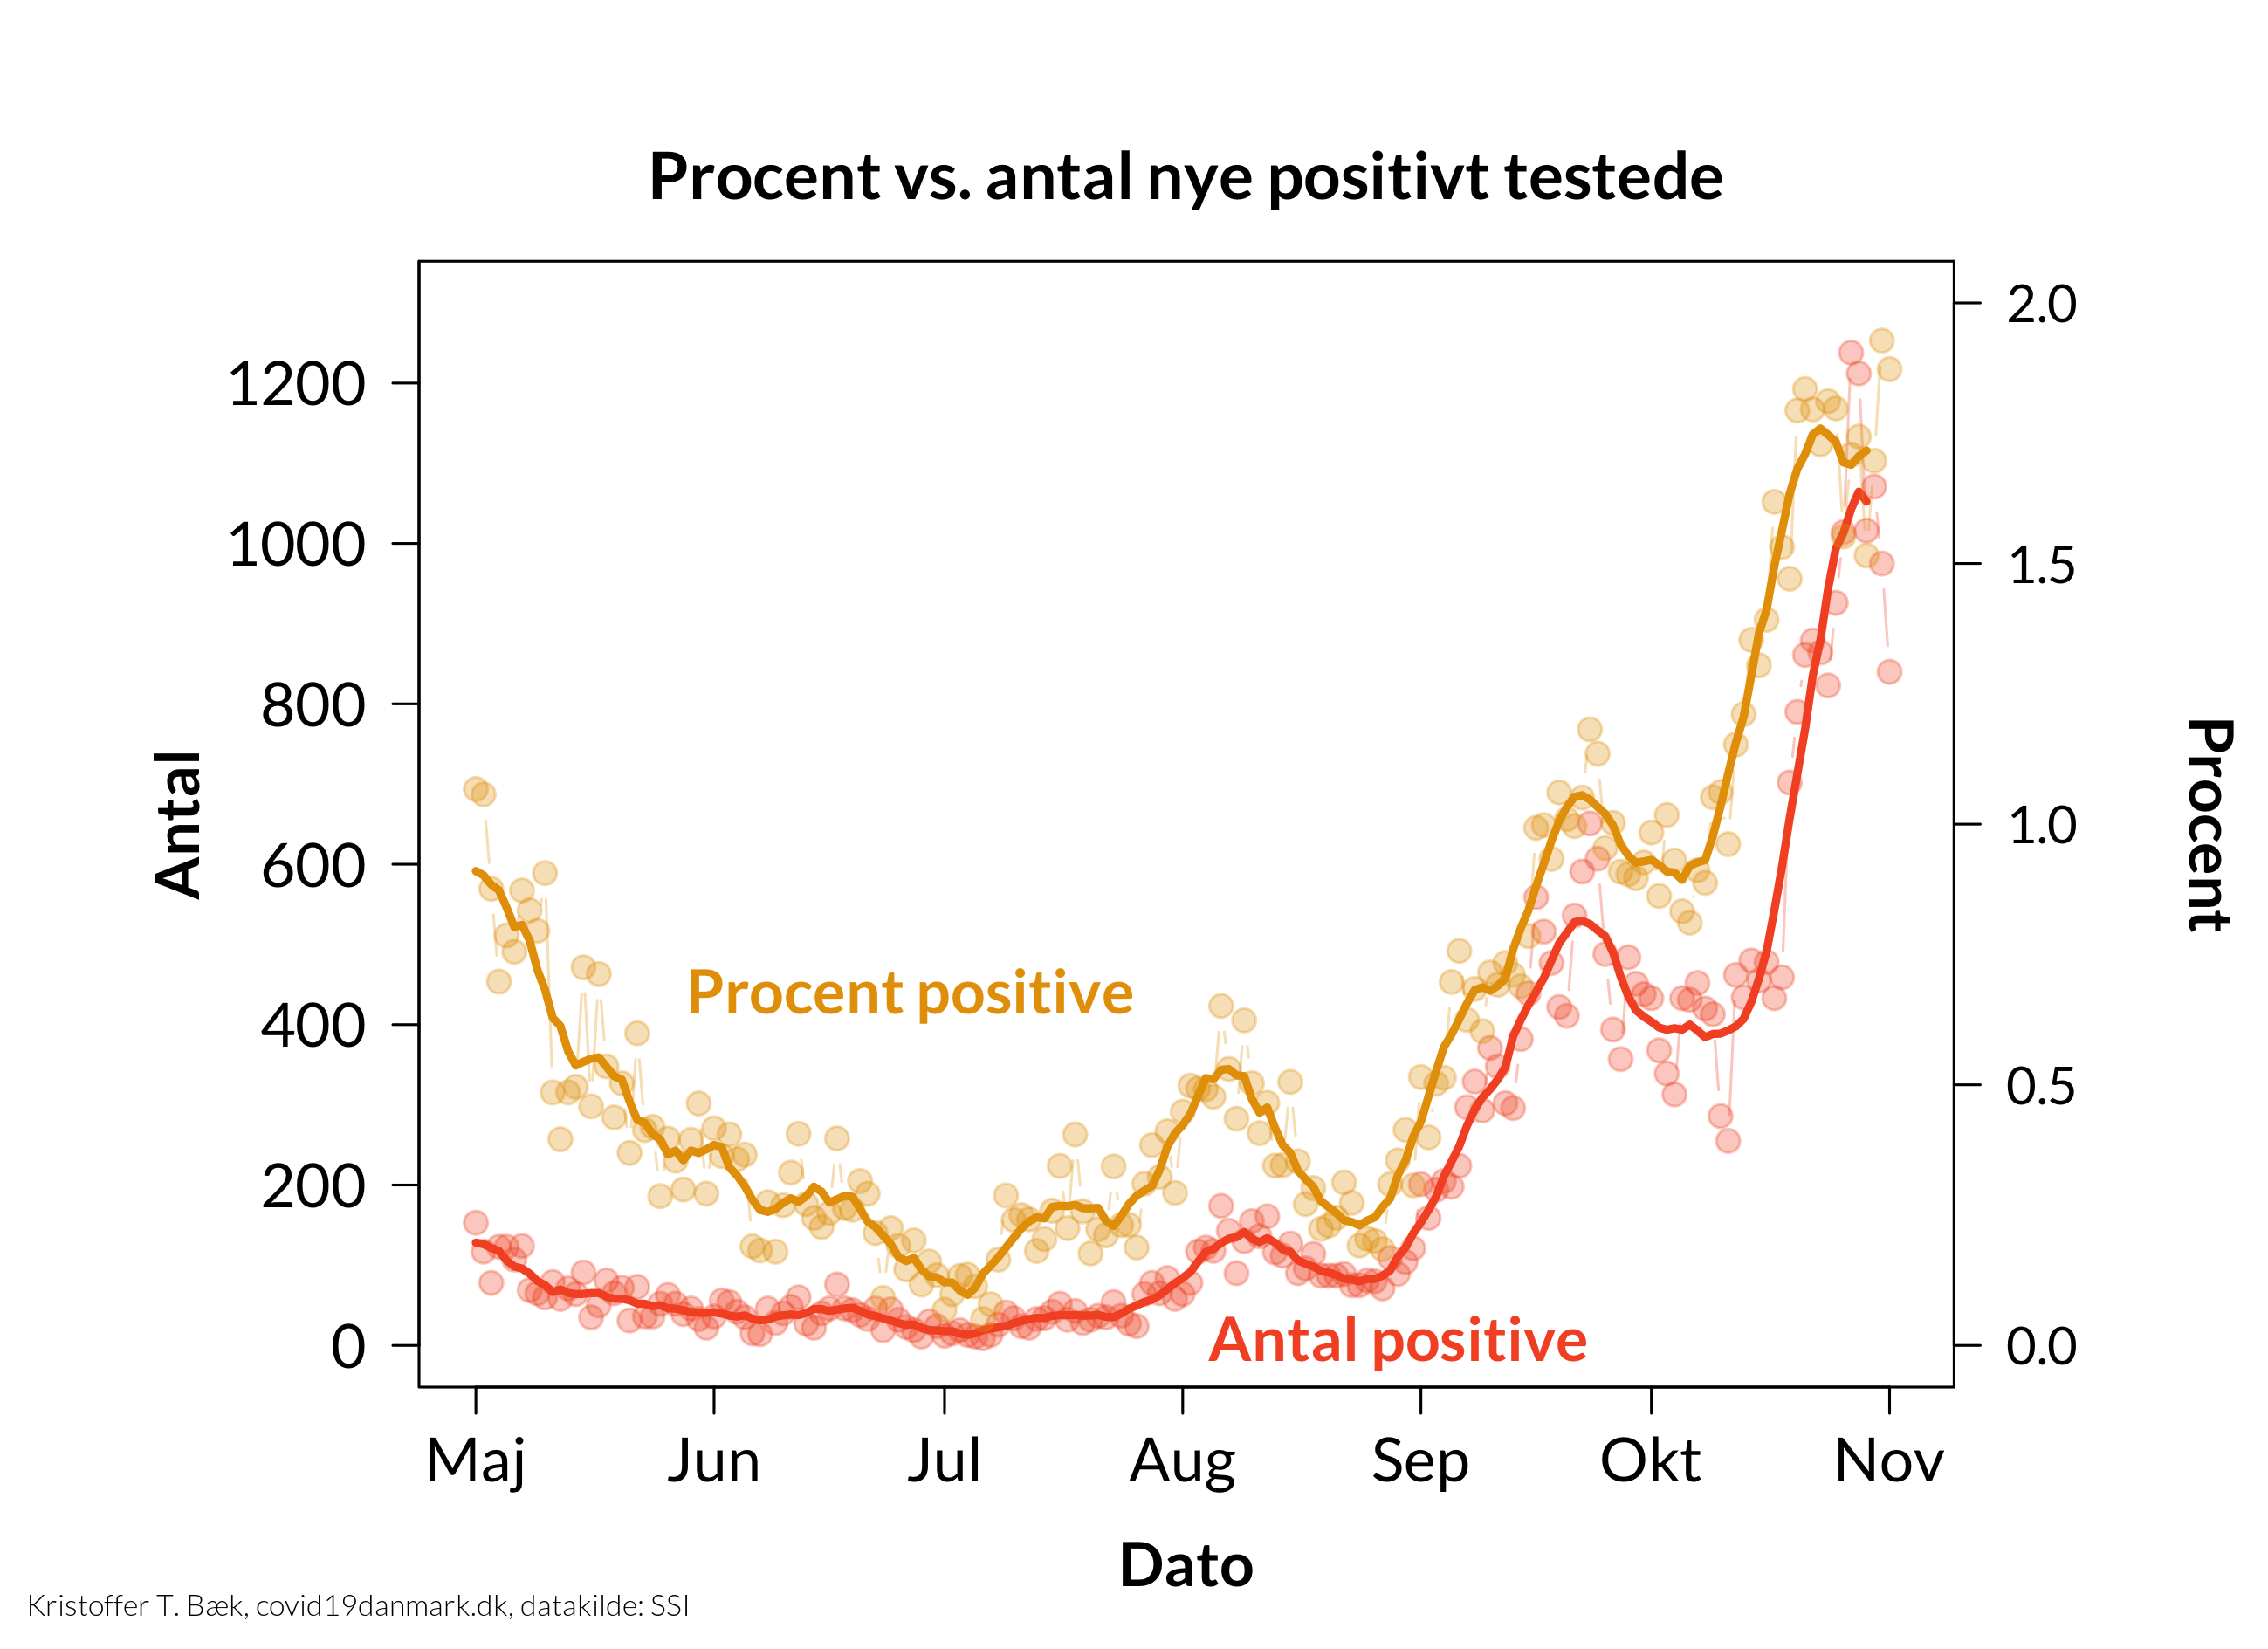 Procent vs. antal nye positivt testede
1200
1000
800
600
400
200
0
Antal
2.0
1.5
1.0
0.5
0.0
Procent
Procent positive
Antal positive
Maj Jun Jul Aug Sep Okt Nov
Dato
Kristoffer T. Bæk, covid19danmark.dk, datakilde: SSI